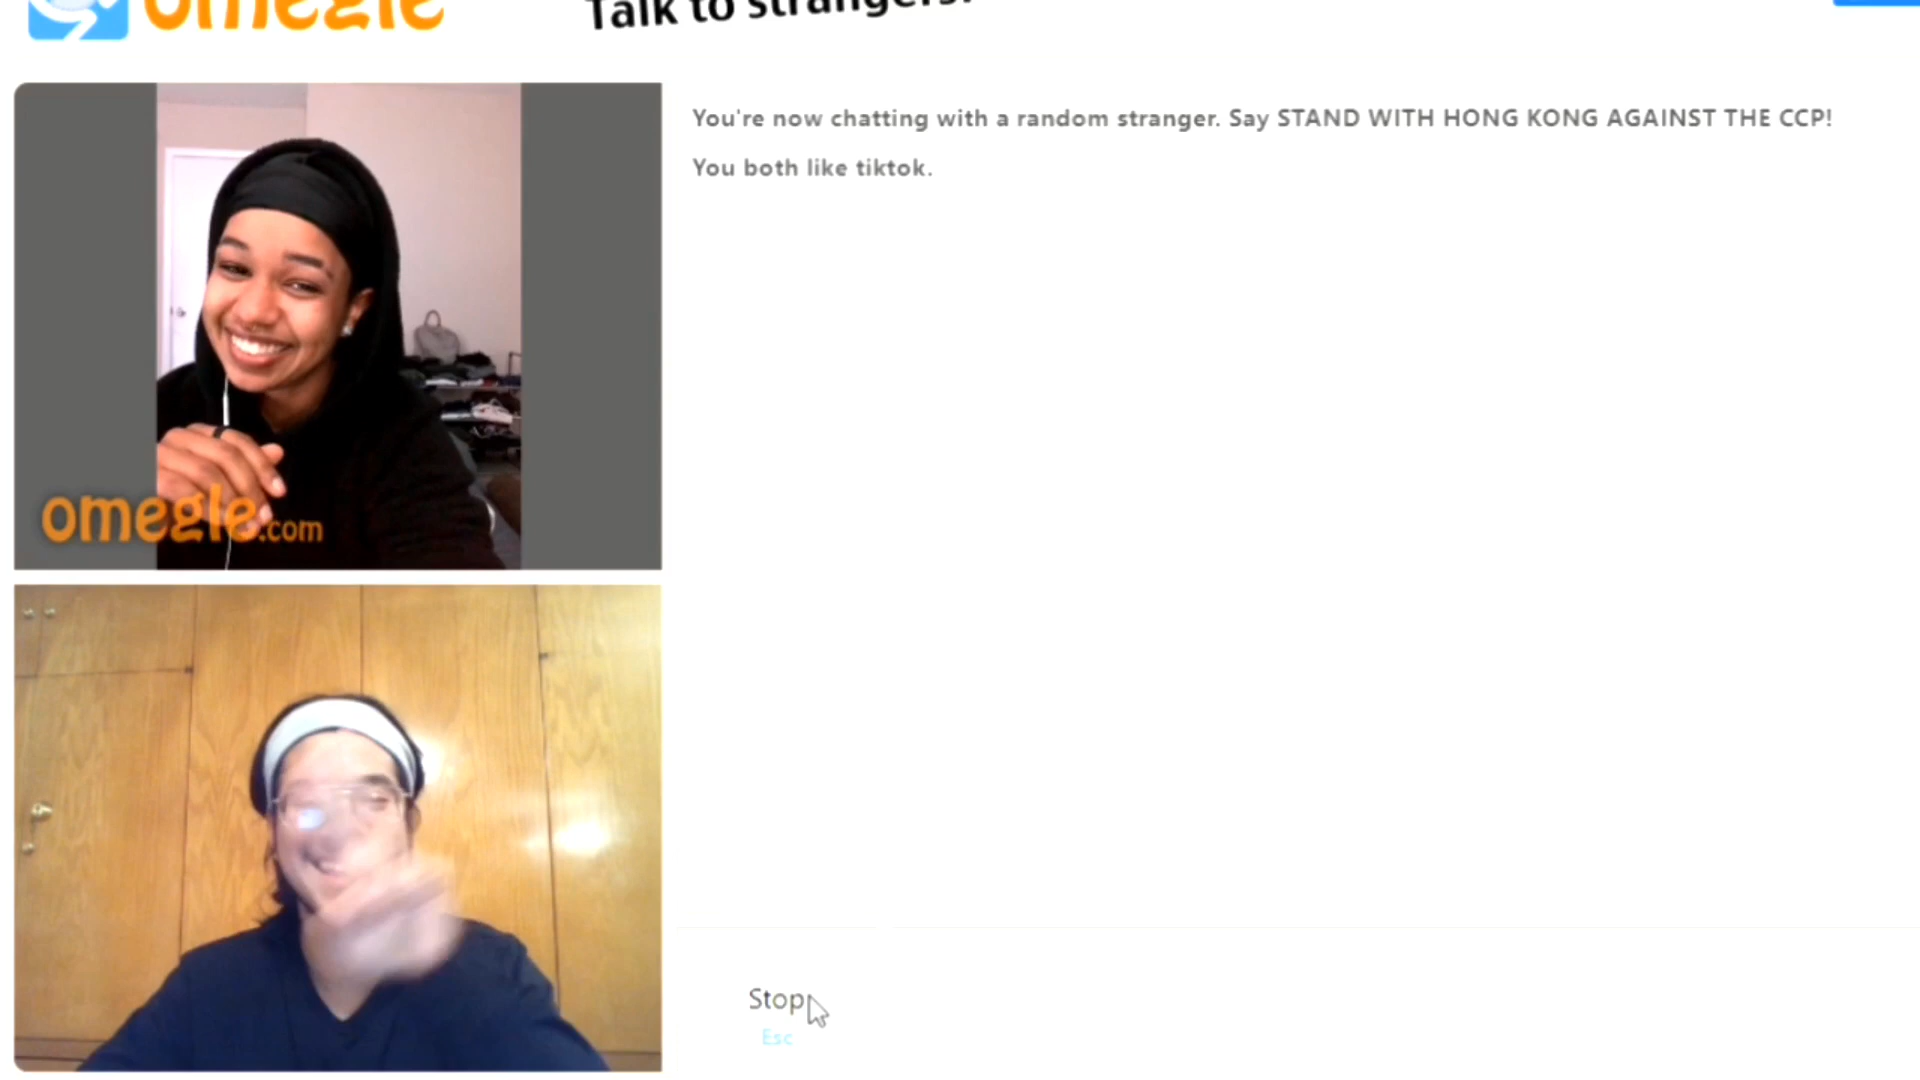 omegle
Talk to strangers!
You're now chatting with a random stranger. Say STAND WITH HONG KONG AGAINST THE CCP!
You both like tiktok.
omegle.com
Stop
Esc